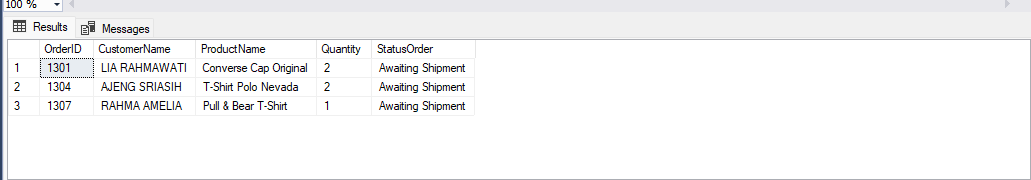 100 %
Results Messages
OrderID CustomerName ProductName Quantity StatusOrder
1 1301 LIA RAHMAWATI Converse Cap Original 2 Awaiting Shipment
2 1304 AJENG SRIASIH T-Shirt Polo Nevada 2 Awaiting Shipment
3 1307 RAHMA AMELIA Pull & Bear T-Shirt 1 Awaiting Shipment